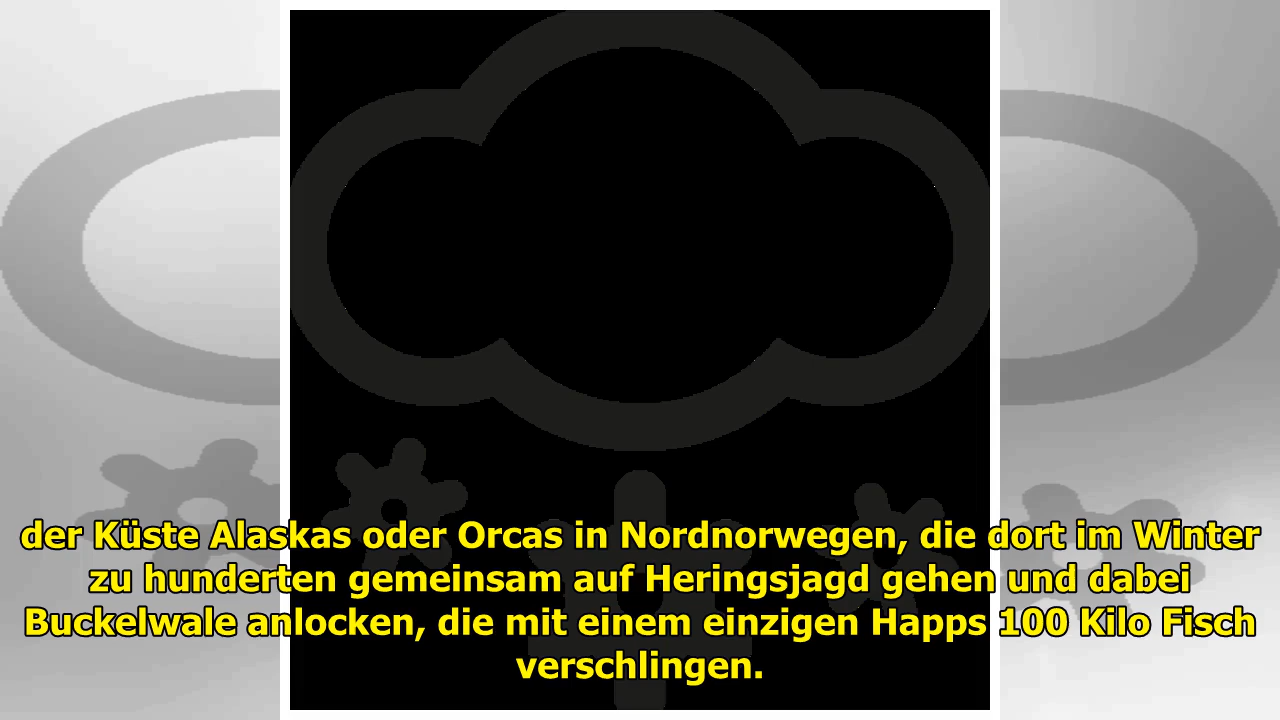 der Küste Alaskas oder Orcas in Nordnorwegen, die dort im Winter
zu hunderten gemeinsam auf Heringsjagd gehen und dabei
Buckelwale anlocken, die mit einem einzigen Happs 100 Kilo Fisch
verschlingen.